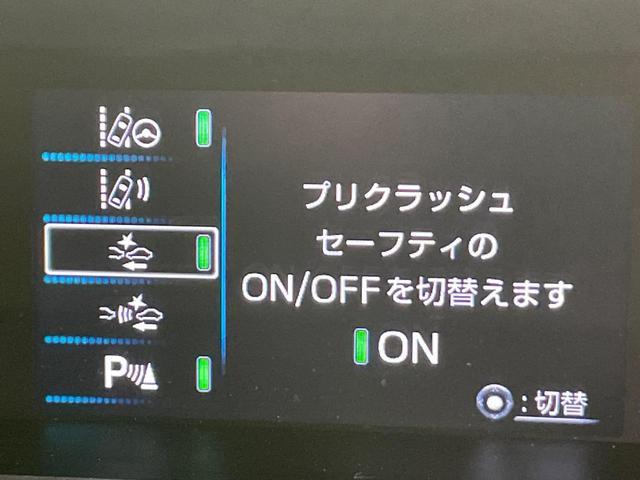 プリクラッシュ
セーフティの
ON/OFFを切替えます
ON
P
:切替